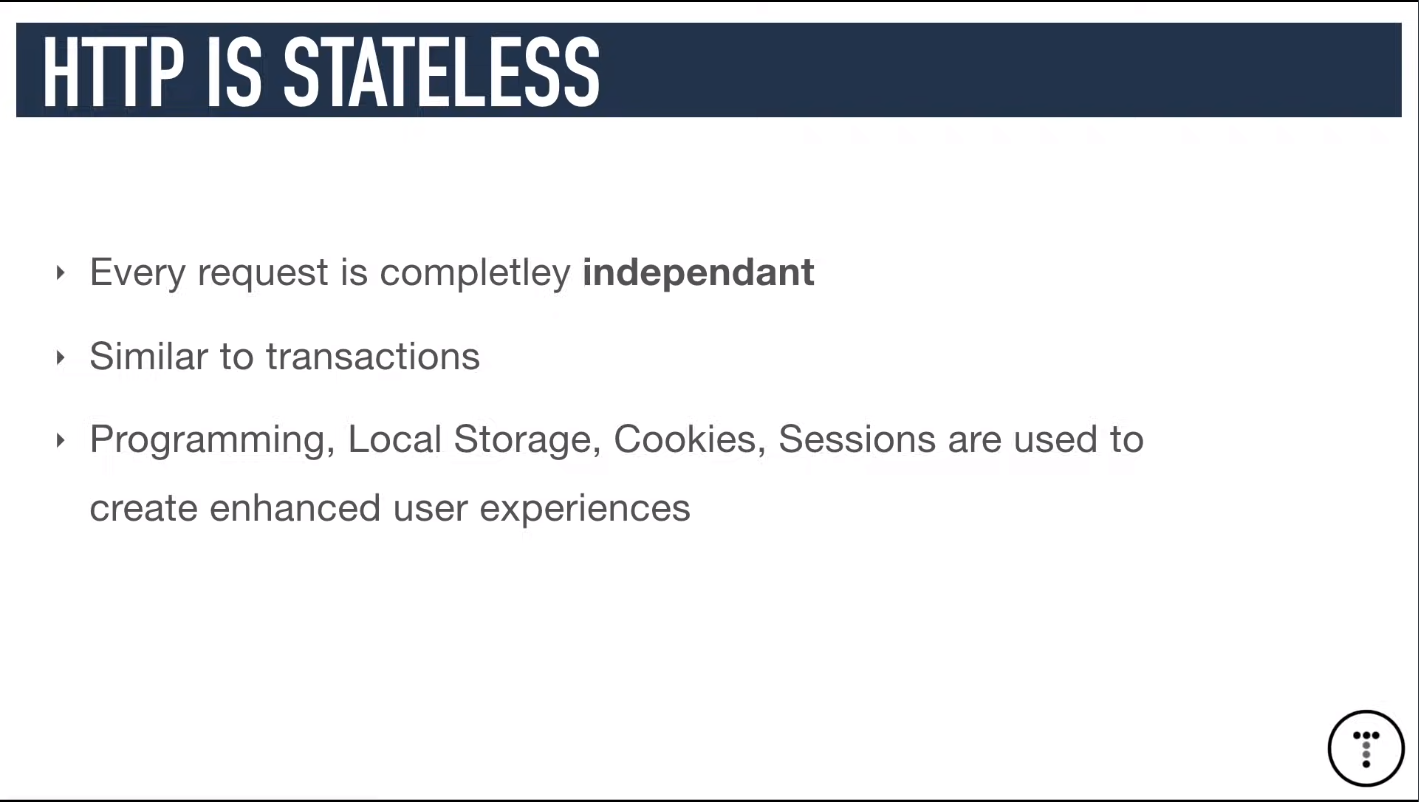 HTTP IS STATELESS
Every request is completley independant
Similar to transactions
Programming, Local Storage, Cookies, Sessions are used to
create enhanced user experiences